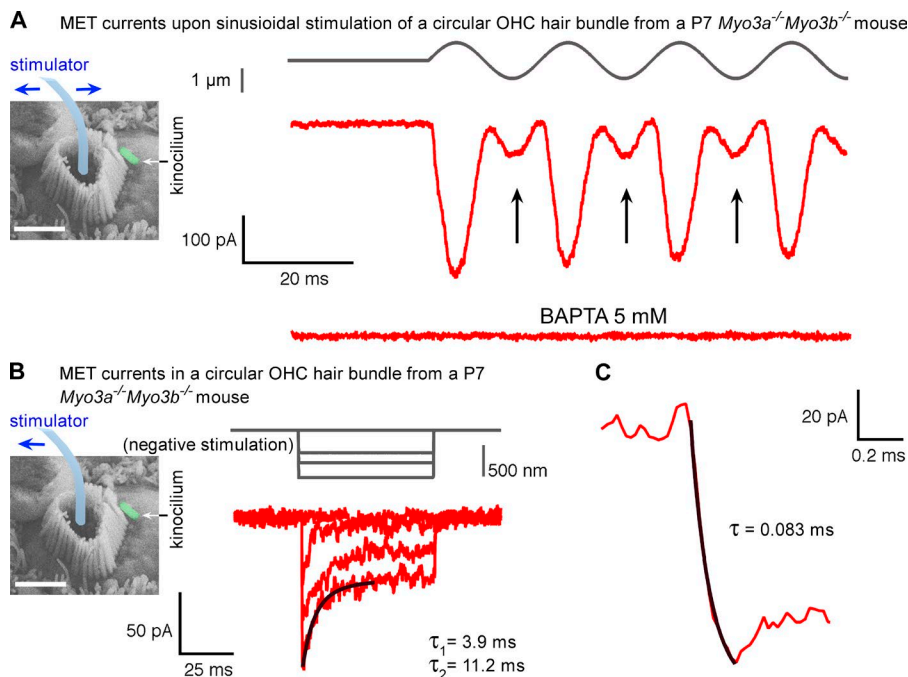 A
MET currents upon sinusioidal stimulation of a circular OHC hair bundle from a P7 Myo3a-/-Myo3b-/- mouse
stimulator
1 µm
kinocilium
100 pA
20 ms
BAPTA 5 mM
B
MET currents in a circular OHC hair bundle from a P7
Myo3a-/-Myo3b-/- mouse
stimulator
(negative stimulation)
500 nm
kinocilium
50 pA
25 ms
τ1= 3.9 ms
τ2= 11.2 ms
C
20 pA
0.2 ms
τ = 0.083 ms